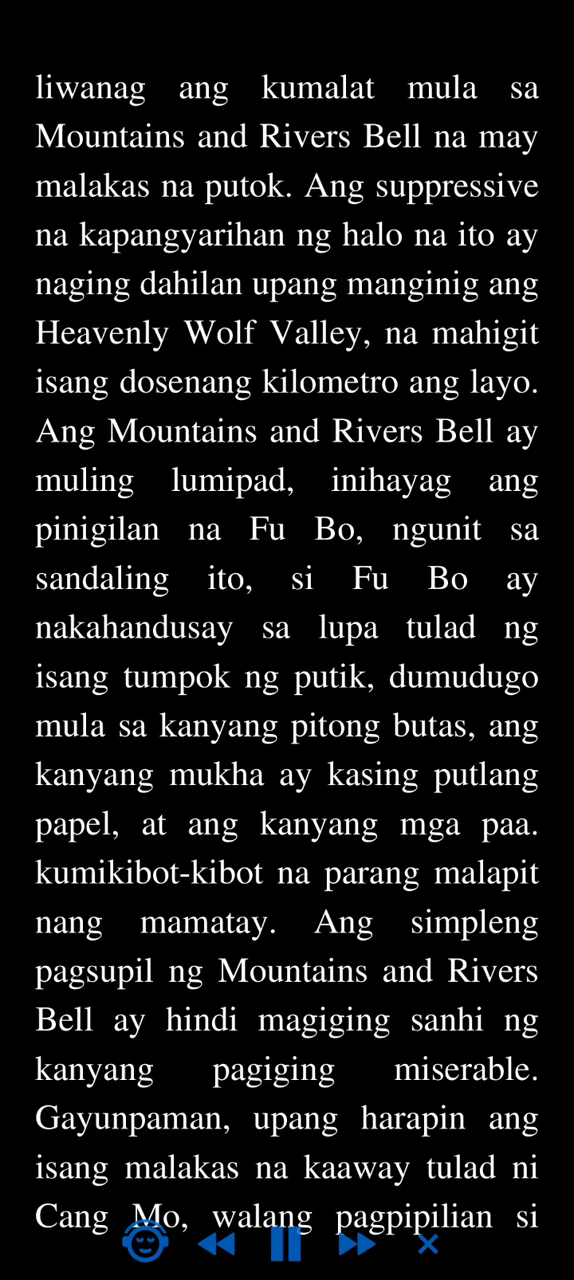 liwanag ang kumalat mula sa
Mountains and Rivers Bell na may
malakas na putok. Ang suppressive
na kapangyarihan ng halo na ito ay
naging dahilan upang manginig ang
Heavenly Wolf Valley, na mahigit
isang dosenang kilometro ang layo.
Ang Mountains and Rivers Bell ay
muling lumipad, inihayag ang
pinigilan na Fu Bo, ngunit sa
sandaling ito, si Fu Bo ay
nakahandusay sa lupa tulad ng
isang tumpok ng putik, dumudugo
mula sa kanyang pitong butas, ang
kanyang mukha ay kasing putlang
papel, at ang kanyang mga paa.
kumikibot-kibot na parang malapit
nang mamatay. Ang simpleng
pagsupil ng Mountains and Rivers
Bell ay hindi magiging sanhi ng
kanyang pagiging miserable.
Gayunpaman, upang harapin ang
isang malakas na kaaway tulad ni
Cang Mo, walang pagpipilian si